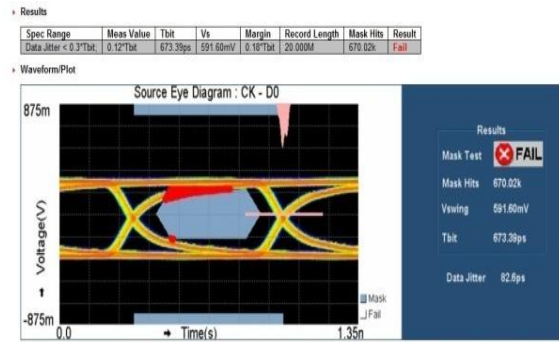 Results
Spec Range Meas Value Tbit Vs Margin Record Length Mask Hits Result
Data Jitter < 0.3*Tbit; 0.12*Tbit 673.39ps 591.60mV 0.18*Tbit 20.000M 670.02k Fail
Waveform/Plot
Source Eye Diagram : CK - D0
875m
Voltage(V)
-875m
0.0
Time(s)
1.35n
Mask
Fail
Results
Mask Test FAIL
Mask Hits 670.02k
Vswing 591.60mV
Tbit 673.39ps
Data Jitter 82.6ps